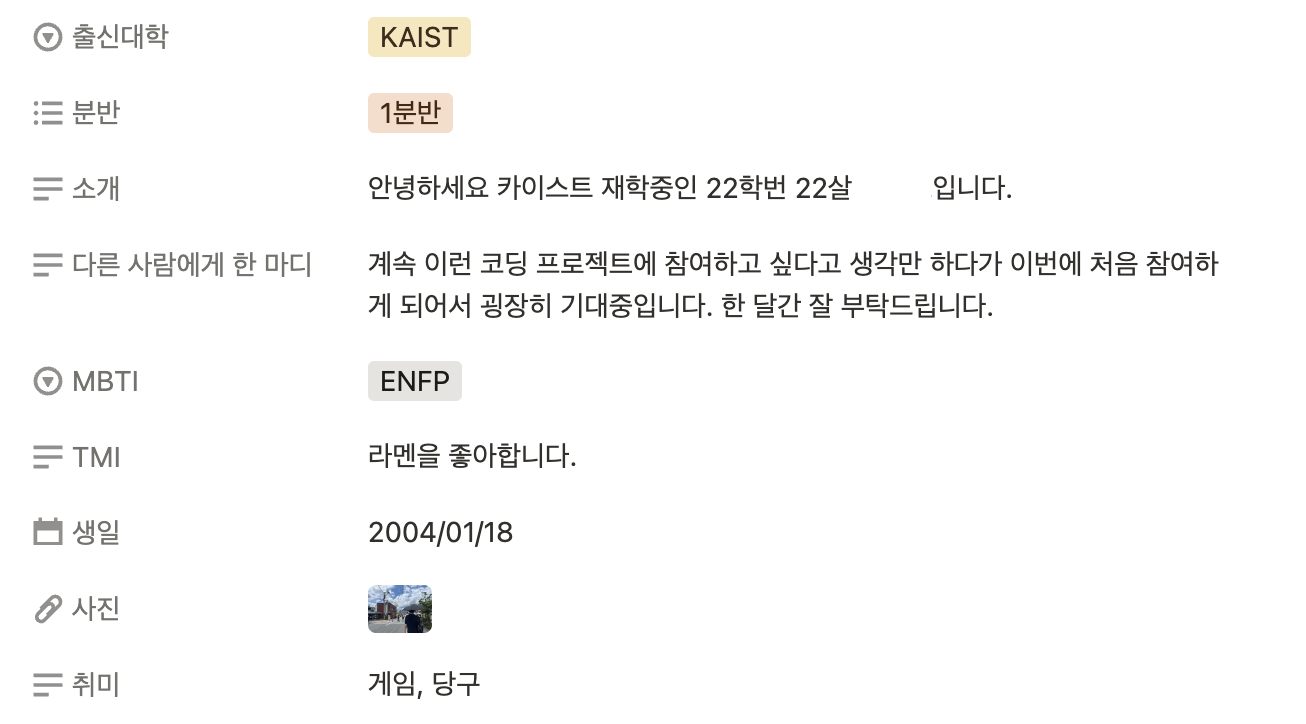 출신대학 KAIST
분반 1분반
소개 안녕하세요 카이스트 재학중인 22학번 22살 입니다.
다른 사람에게 한 마디 계속 이런 코딩 프로젝트에 참여하고 싶다고 생각만 하다가 이번에 처음 참여하
게 되어서 굉장히 기대중입니다. 한 달간 잘 부탁드립니다.
MBTI ENFP
TMI 라멘을 좋아합니다.
생일 2004/01/18
사진
취미 게임, 당구